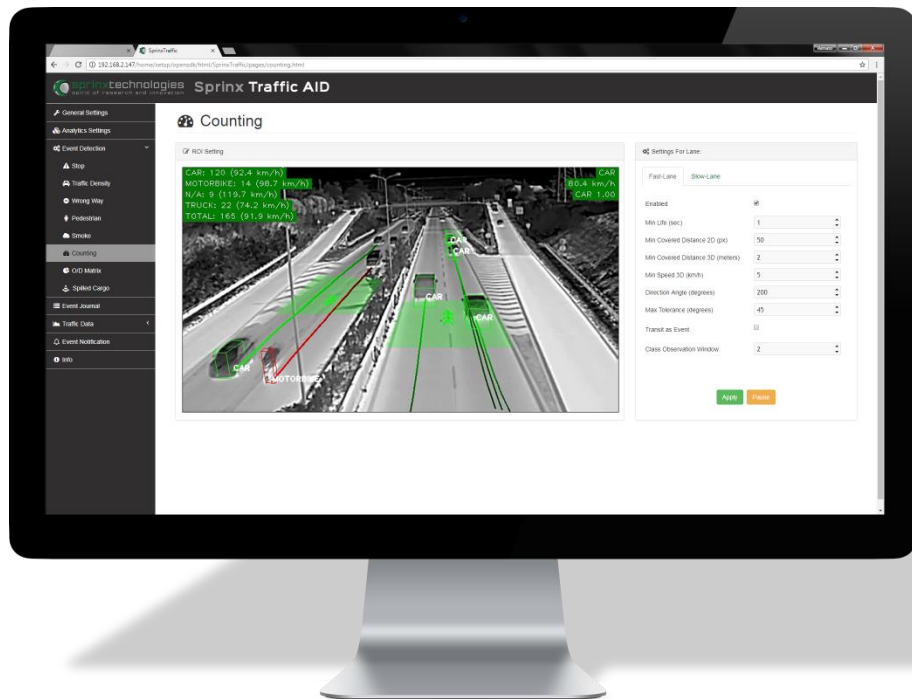 SprinxTraffic
192.168.2.147/home/setup/opensdk/html/SprinxTraffic/pages/counting.html
sprinxtechnologies
spirit of research and innovation
Sprinx Traffic AID
General Settings
Analytics Settings
Event Detection
Stop
Traffic Density
Wrong Way
Pedestrian
Smoke
Counting
O/D Matrix
Spilled Cargo
Event Journal
Traffic Data
Event Notification
Info
Counting
ROI Setting
CAR: 120 (92.4 km/h)
MOTORBIKE: 14 (98.7 km/h)
N/A: 9 (119.7 km/h)
TRUCK: 22 (74.2 km/h)
TOTAL: 165 (91.9 km/h)
CAR
80.4 km/h
CAR 1.00
CAR
CAR
CAR
CAR
CAR
MOTORBIKE
Settings For Lane:
Fast-Lane Slow-Lane
Enabled
Min Life (sec) 1
Min Covered Distance 2D (px) 50
Min Covered Distance 3D (meters) 2
Min Speed 3D (km/h) 5
Direction Angle (degrees) 200
Max Tolerance (degrees) 45
Transit as Event
Class Observation Window 2
Apply Pause